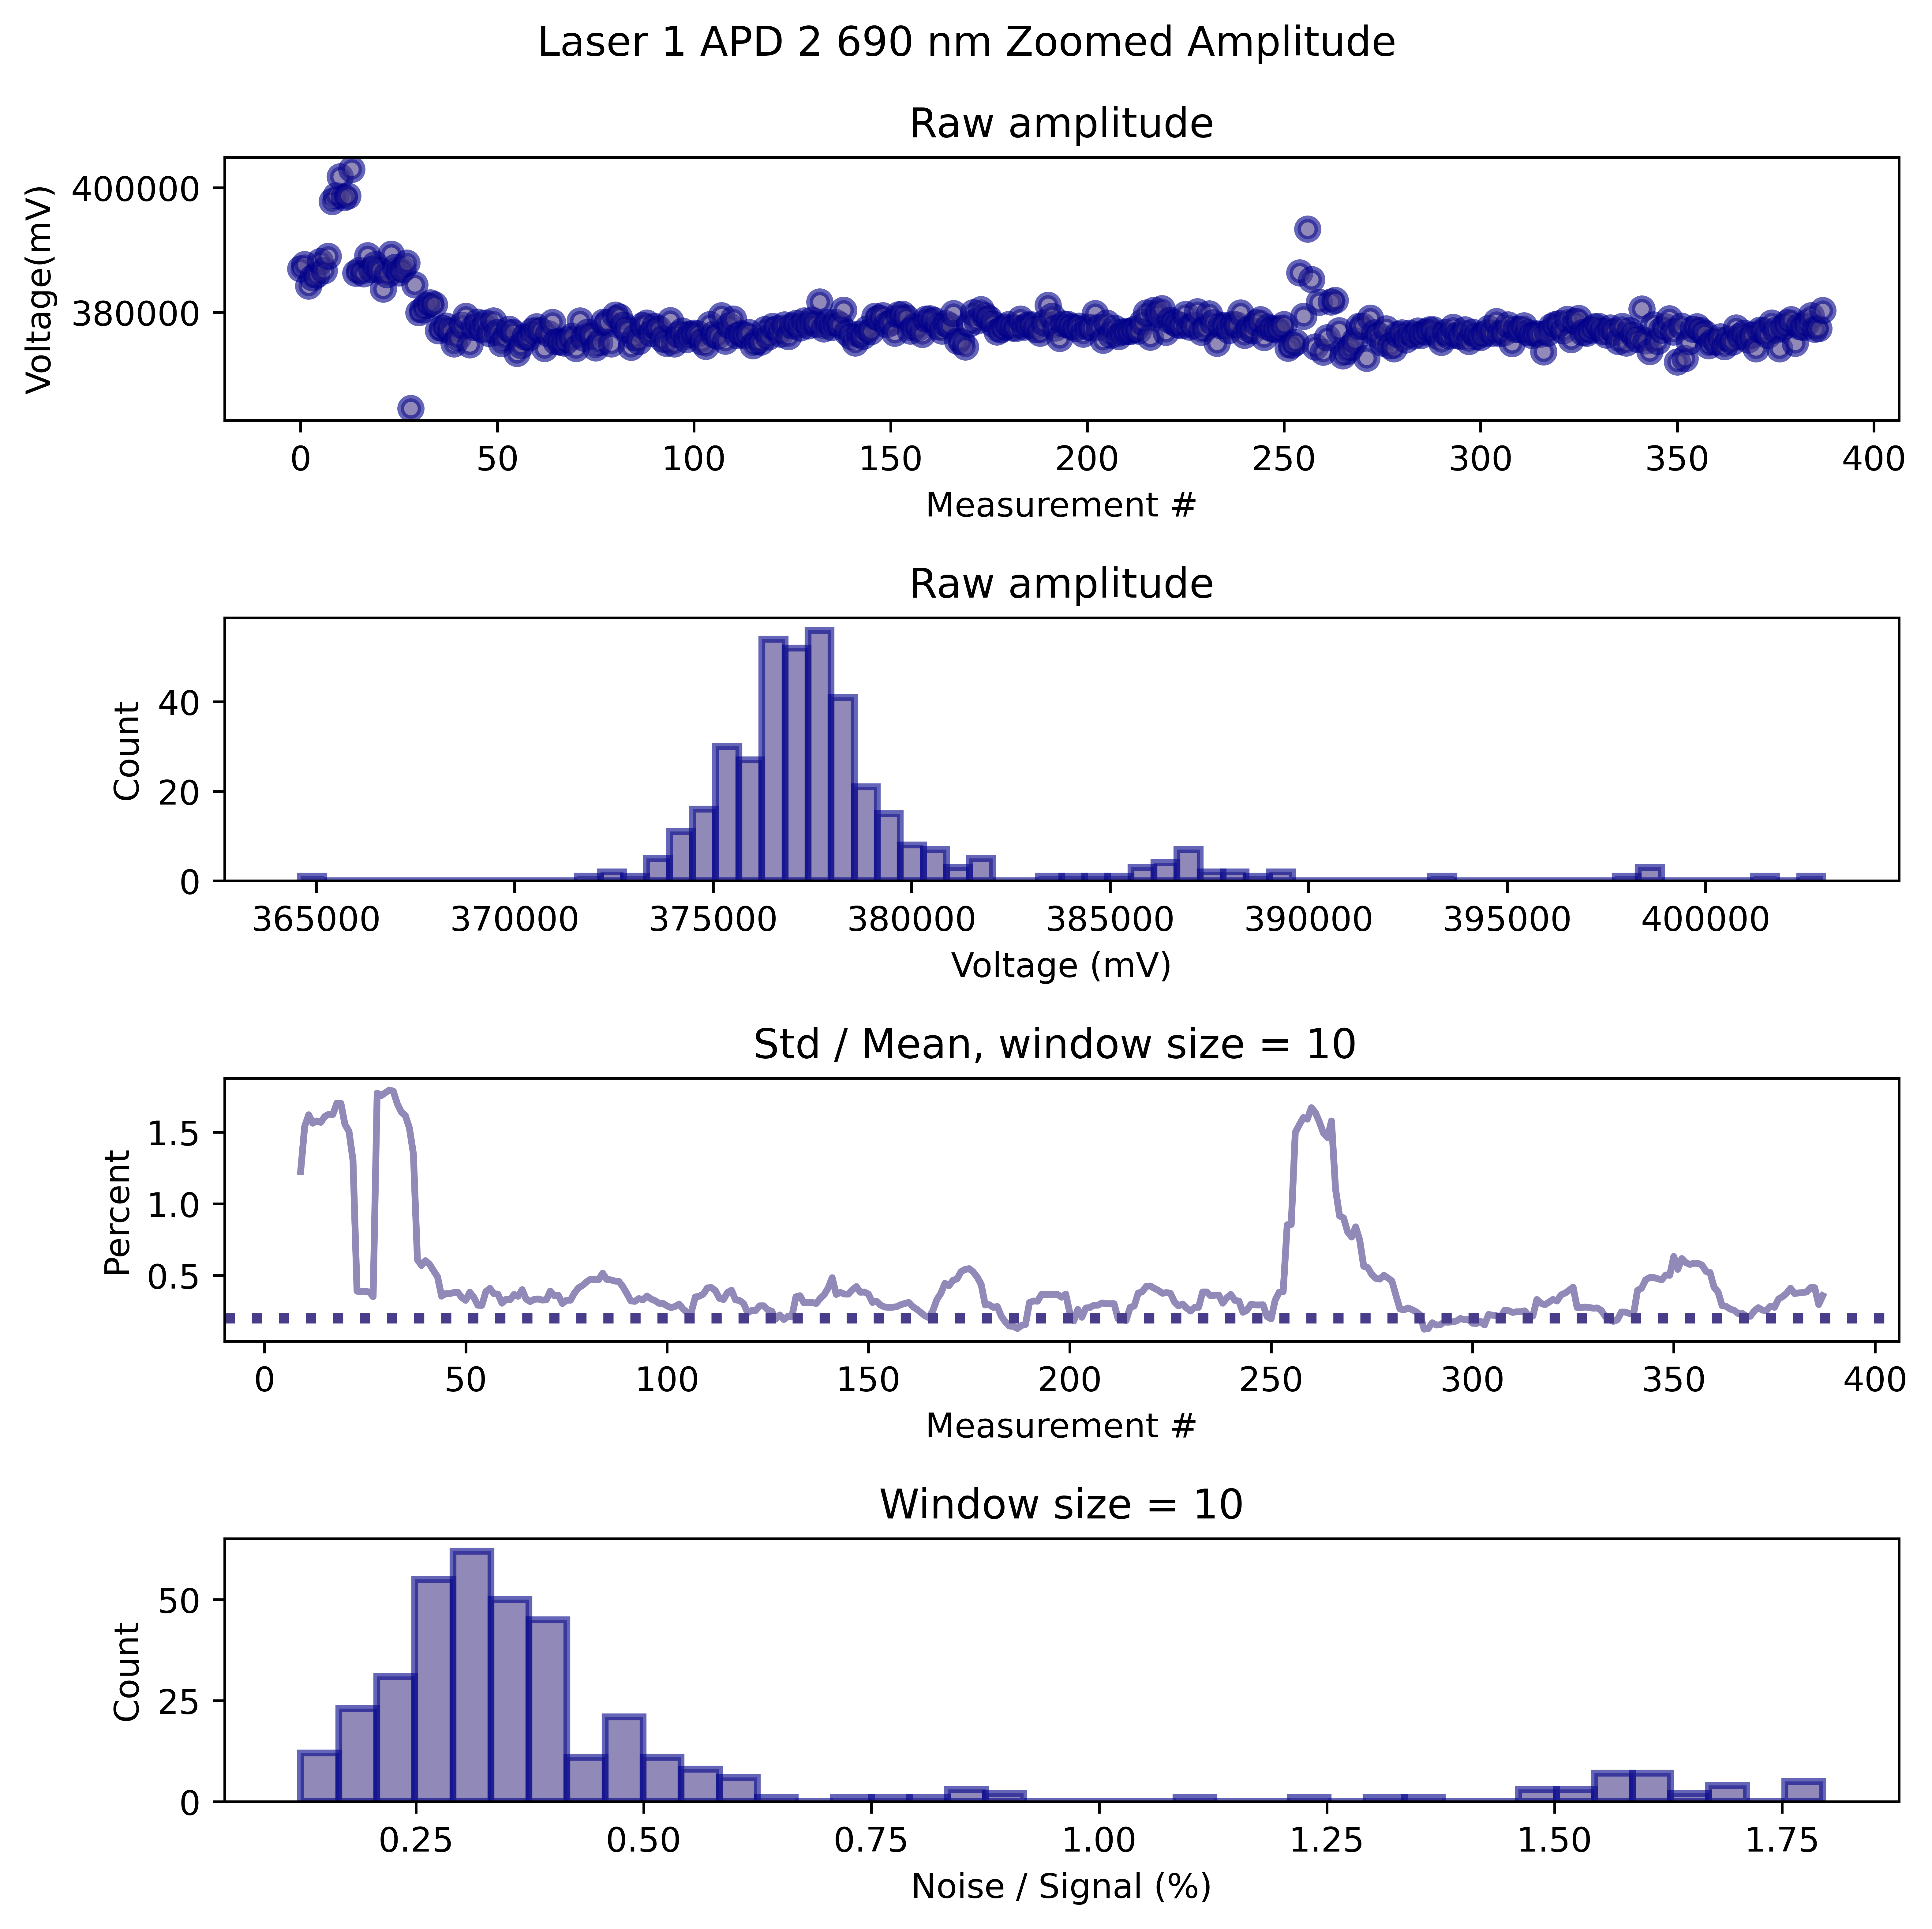 Laser 1 APD 2 690 nm Zoomed Amplitude
Raw amplitude
Voltage(mV)
400000
380000
0 50 100 150 200 250 300 350 400
Measurement #
Raw amplitude
Count
40
20
0
365000 370000 375000 380000 385000 390000 395000 400000
Voltage (mV)
Std / Mean, window size = 10
Percent
1.5
1.0
0.5
0 50 100 150 200 250 300 350 400
Measurement #
Window size = 10
Count
50
25
0
0.25 0.50 0.75 1.00 1.25 1.50 1.75
Noise / Signal (%)